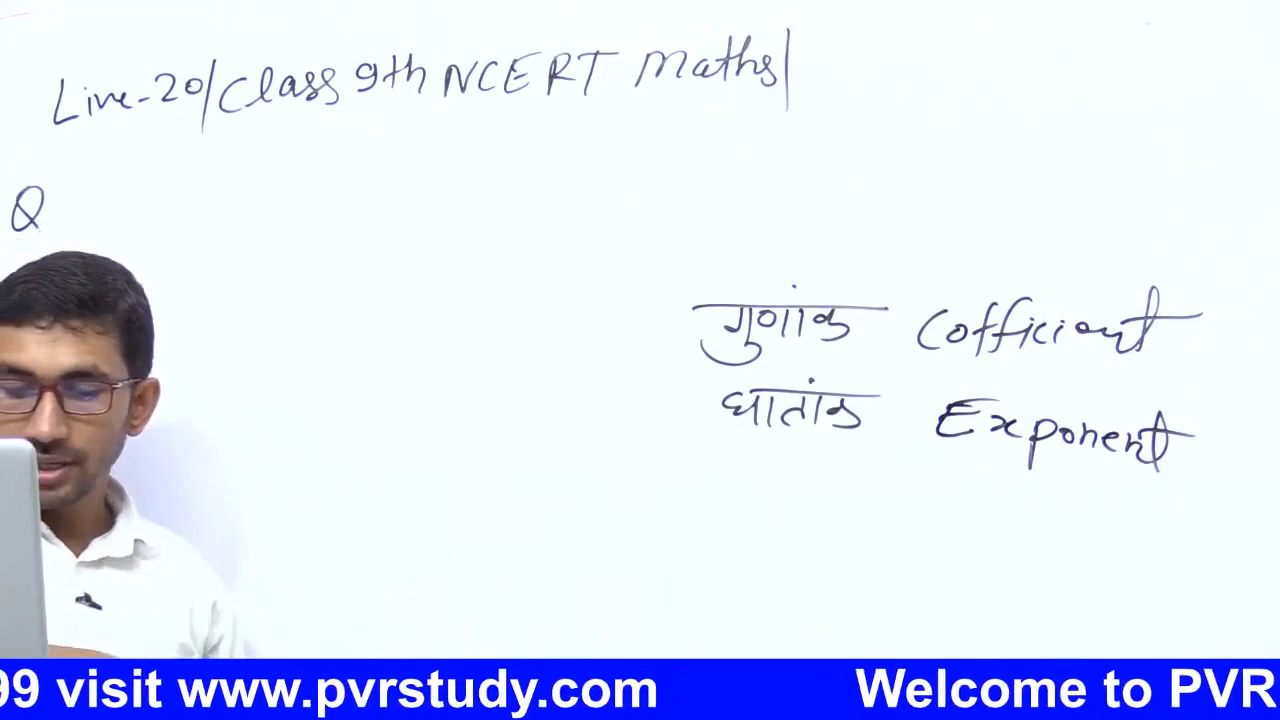 Live-20/Class 9th NCERT Maths/
Q
गुणांक Cofficient
घातांक Exponent
99 visit www.pvrstudy.com Welcome to PVR